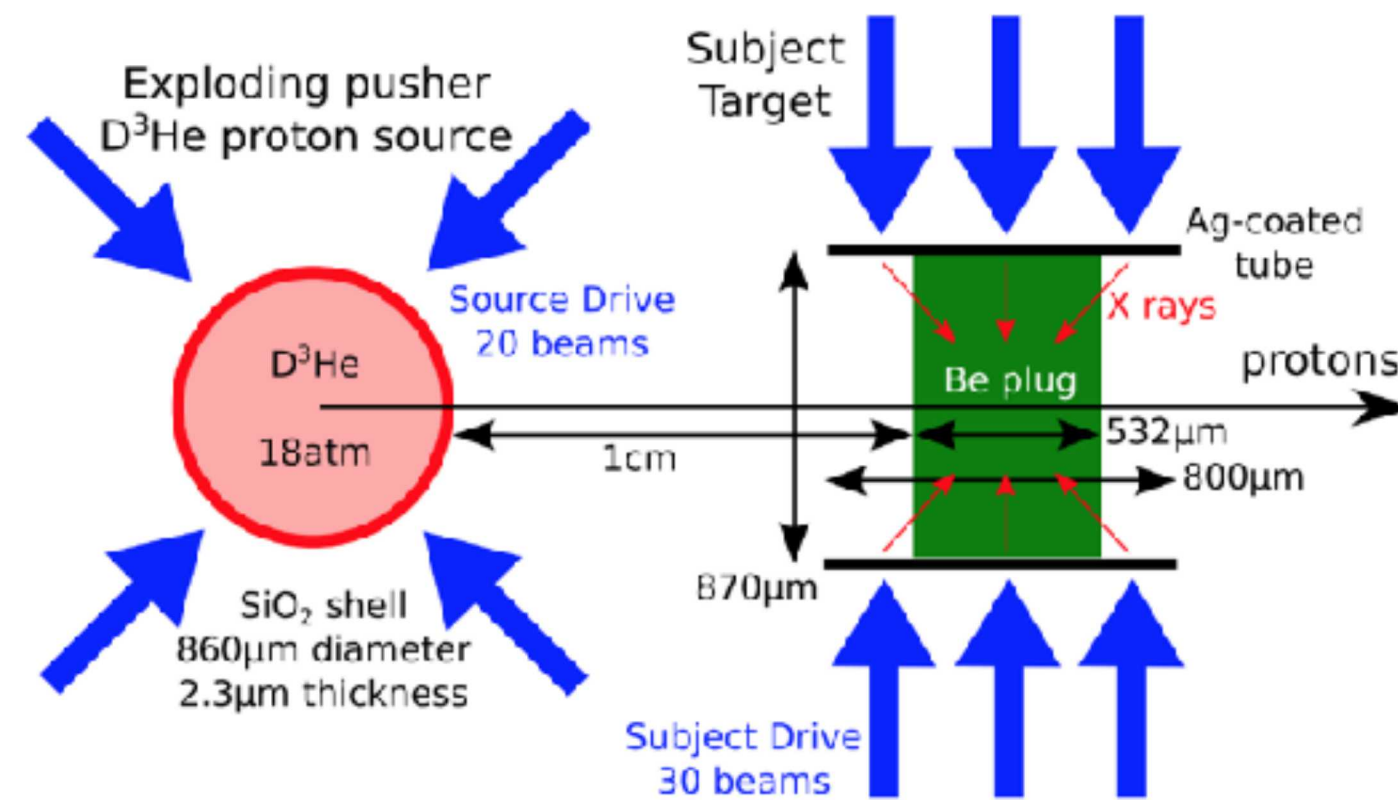 Exploding pusher
D³He proton source
Subject
Target
Ag-coated
tube
Source Drive
20 beams
X rays
D³He
Be plug
protons
18atm
1cm
532µm
800µm
870µm
SiO₂ shell
860µm diameter
2.3µm thickness
Subject Drive
30 beams